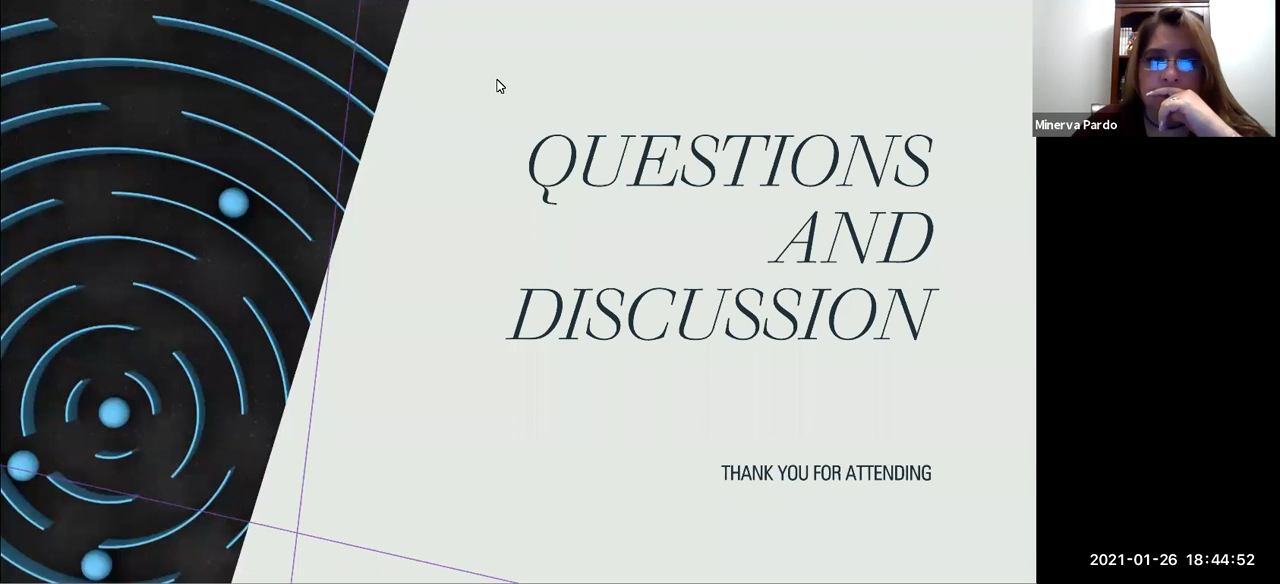 QUESTIONS
AND
DISCUSSION
THANK YOU FOR ATTENDING
Minerva Pardo
2021-01-26 18:44:52